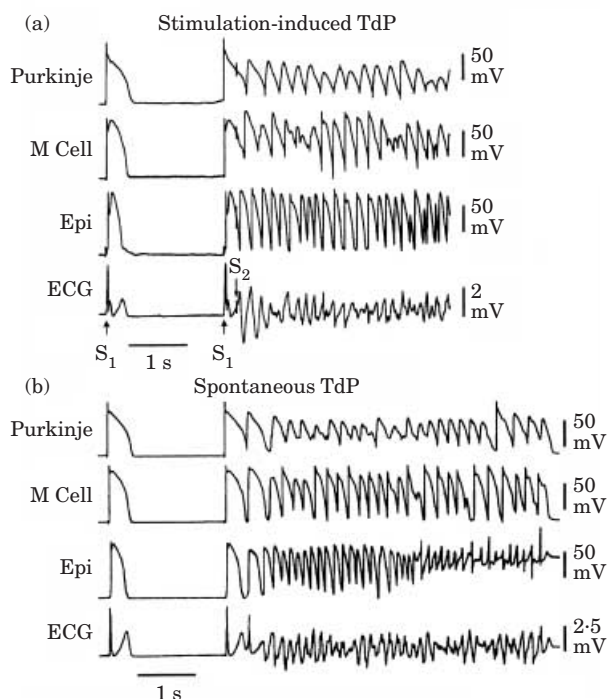 (a)
Stimulation-induced TdP
Purkinje
50
mV
M Cell
50
mV
Epi
50
mV
S2
ECG
2
mV
S1
1 s
S1
(b)
Spontaneous TdP
Purkinje
50
mV
M Cell
50
mV
Epi
50
mV
ECG
2·5
mV
1 s